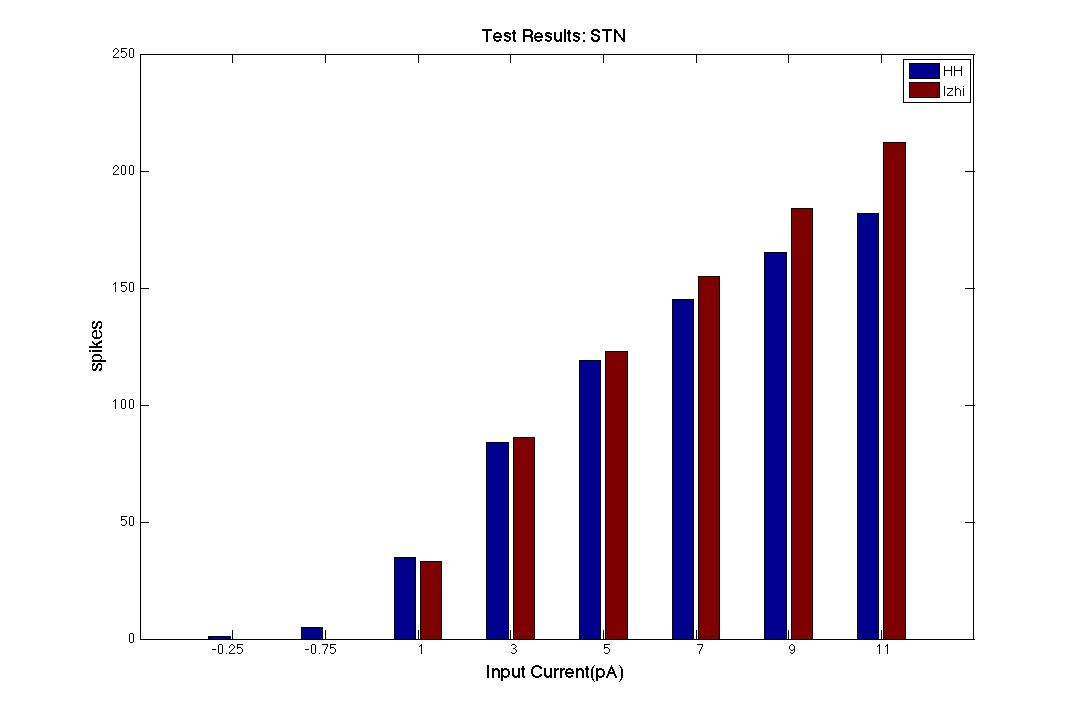 Test Results: STN
250
200
150
100
50
0
spikes
HH
Izhi
-0.25 -0.75 1 3 5 7 9 11
Input Current(pA)